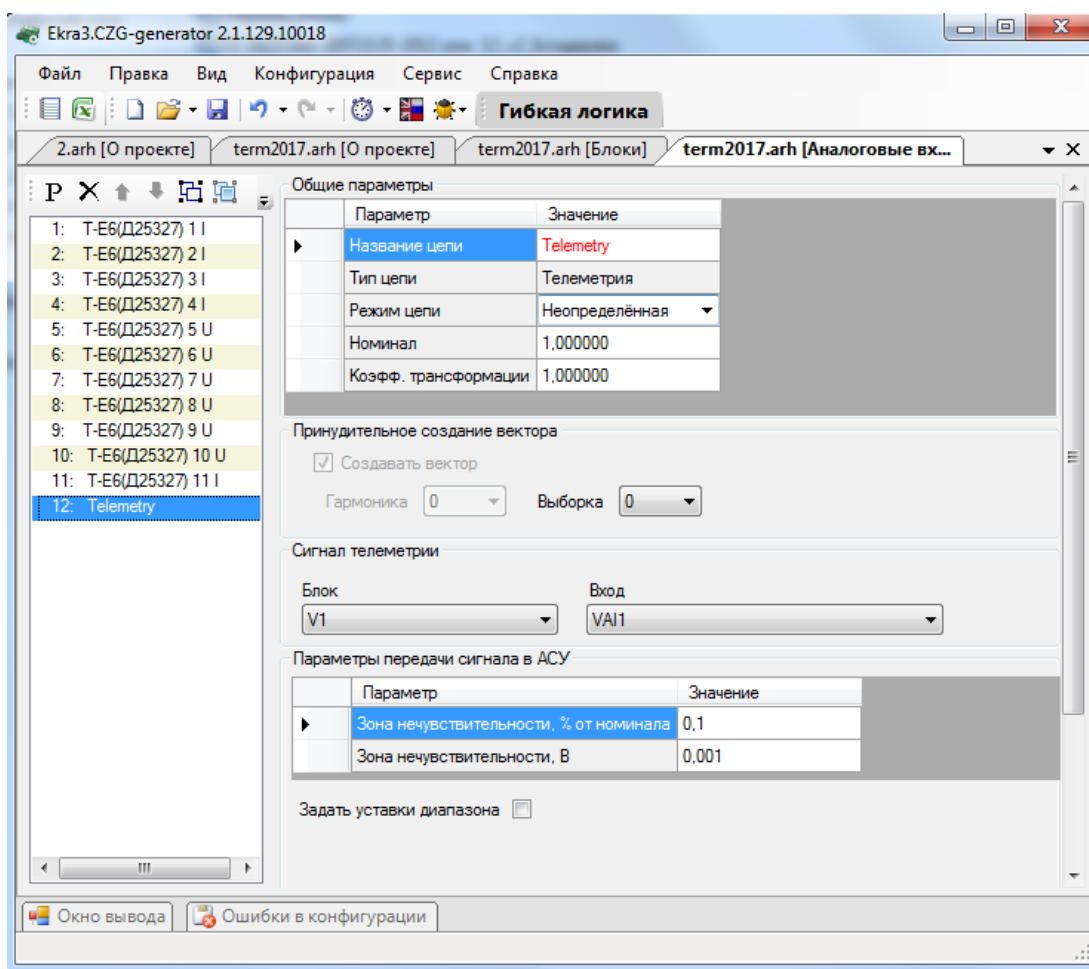 Ekra3.CZG-generator 2.1.129.10018
Файл Правка Вид Конфигурация Сервис Справка
Гибкая логика
2.arh [О проекте] term2017.arh [О проекте] term2017.arh [Блоки] term2017.arh [Аналоговые вх...
P
1: Т-Е6(Д25327) 1 I
2: Т-Е6(Д25327) 2 I
3: Т-Е6(Д25327) 3 I
4: Т-Е6(Д25327) 4 I
5: Т-Е6(Д25327) 5 U
6: Т-Е6(Д25327) 6 U
7: Т-Е6(Д25327) 7 U
8: Т-Е6(Д25327) 8 U
9: Т-Е6(Д25327) 9 U
10: Т-Е6(Д25327) 10 U
11: Т-Е6(Д25327) 11 I
12: Telemetry
Общие параметры
Параметр Значение
Название цепи Telemetry
Тип цепи Телеметрия
Режим цепи Неопределённая
Номинал 1,000000
Коэфф. трансформации 1,000000
Принудительное создание вектора
Создавать вектор
Гармоника 0 Выборка 0
Сигнал телеметрии
Блок Вход
V1 VAI1
Параметры передачи сигнала в АСУ
Параметр Значение
Зона нечувствительности, % от номинала 0,1
Зона нечувствительности, В 0,001
Задать уставки диапазона
Окно вывода Ошибки в конфигурации